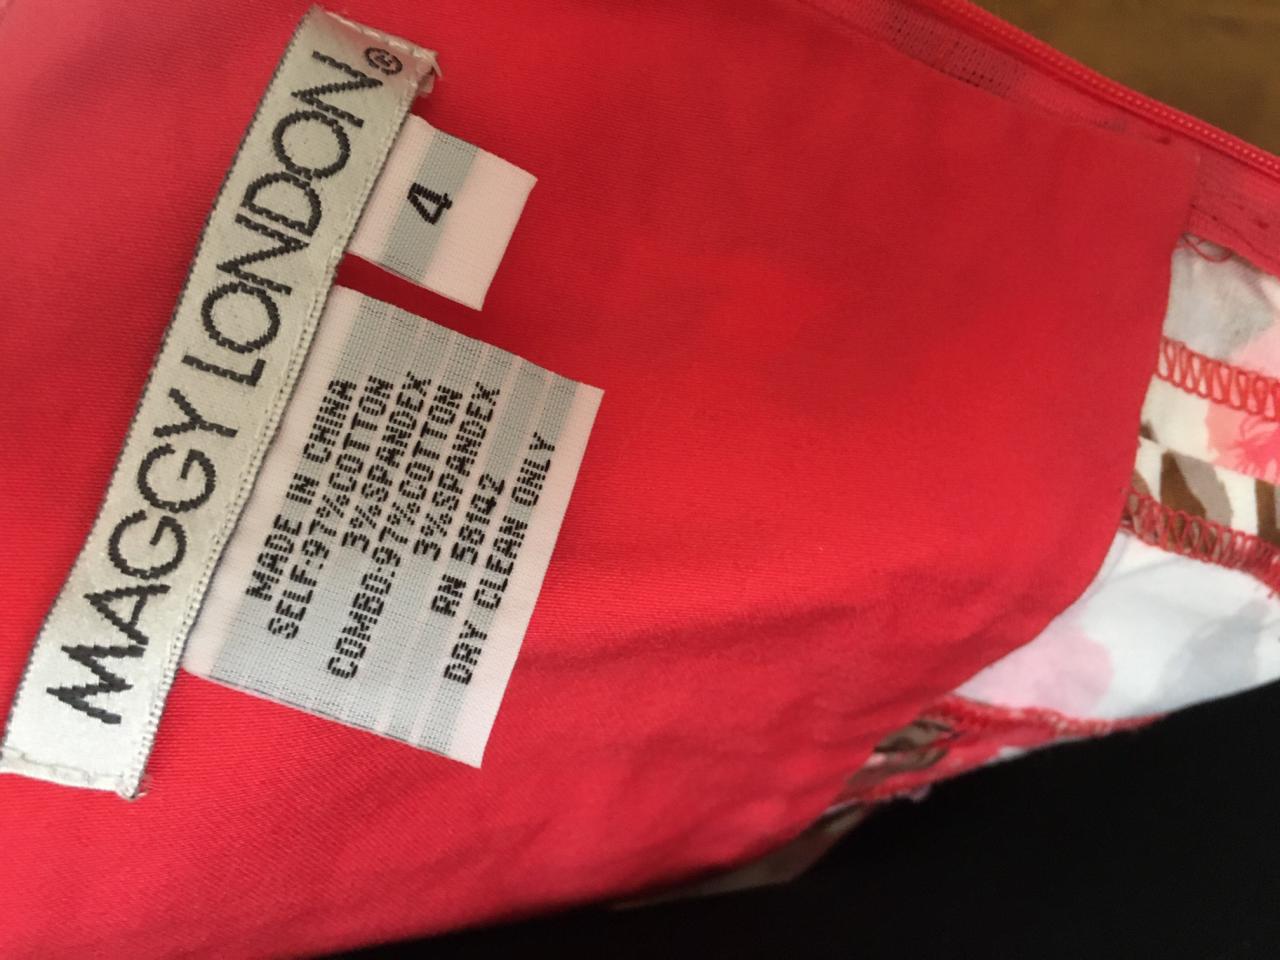 MAGGY LONDON®
4
MADE IN CHINA
SELF:97%COTTON
3%SPANDEX
COMBO:97%COTTON
3%SPANDEX
RN 58142
DRY CLEAN ONLY